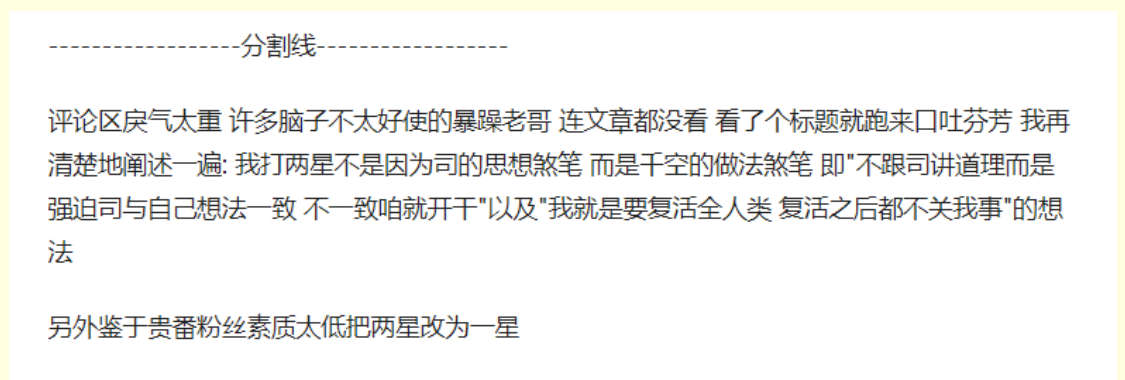 ------------------分割线------------------
评论区戾气太重 许多脑子不太好使的暴躁老哥 连文章都没看 看了个标题就跑来口吐芬芳 我再
清楚地阐述一遍: 我打两星不是因为司的思想煞笔 而是千空的做法煞笔 即"不跟司讲道理而是
强迫司与自己想法一致 不一致咱就开干"以及"我就是要复活全人类 复活之后都不关我事"的想
法
另外鉴于贵番粉丝素质太低把两星改为一星